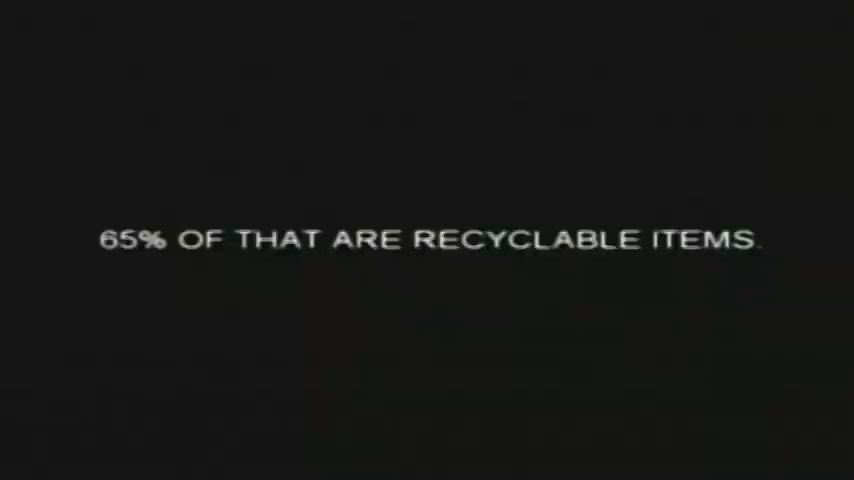 65% OF THAT ARE RECYCLABLE ITEMS.